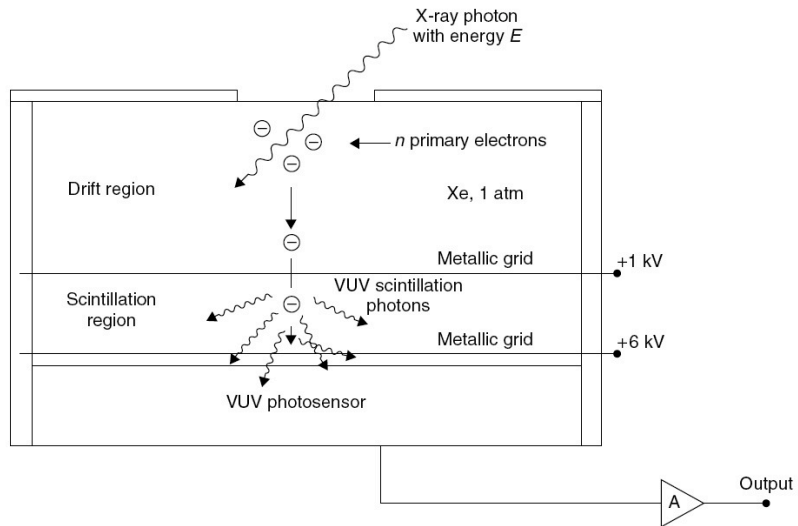 X-ray photon
with energy E
n primary electrons
Drift region
Xe, 1 atm
Metallic grid
+1 kV
Scintillation
region
VUV scintillation
photons
Metallic grid
+6 kV
VUV photosensor
A
Output